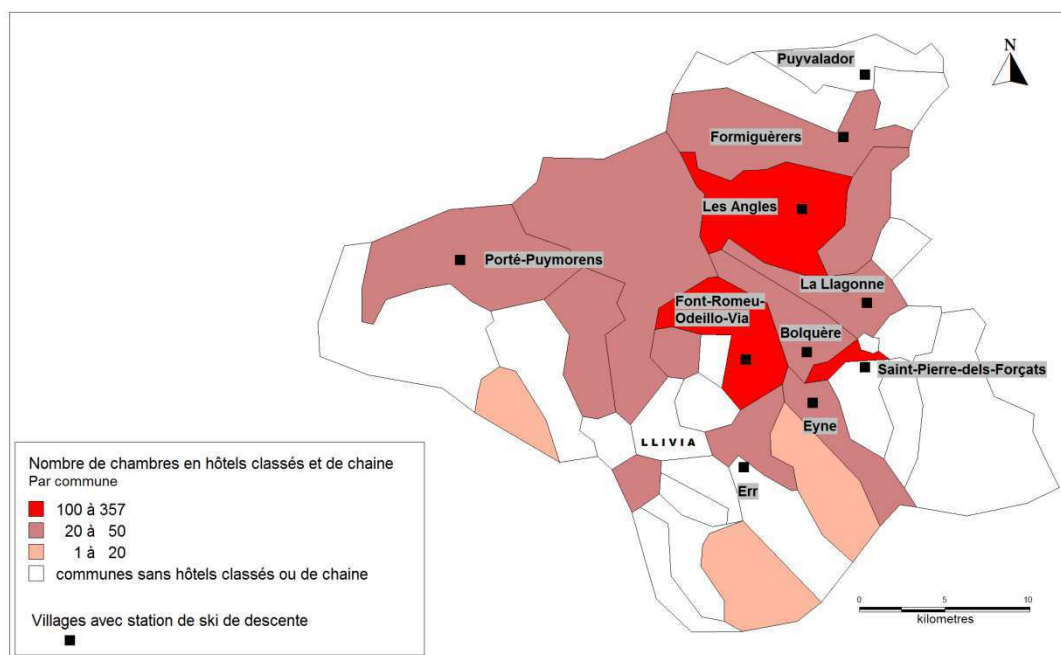 N
Puyvalador
Formiguèrers
Les Angles
Porté-Puymorens
La Llagonne
Font-Romeu-
Odeillo-Via
Bolquère
Saint-Pierre-dels-Forçats
Eyne
LLIVIA
Err
Nombre de chambres en hôtels classés et de chaine
Par commune
100 à 357
20 à 50
1 à 20
communes sans hôtels classés ou de chaine
Villages avec station de ski de descente
0 5 10
kilometres